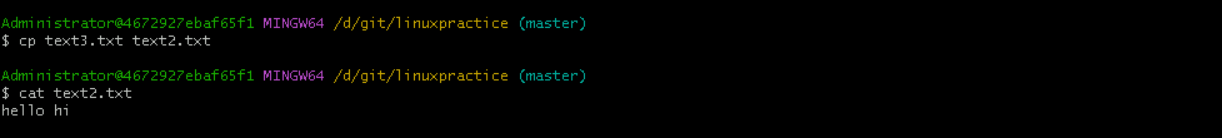 Administrator@4672927ebaf65f1 MINGW64 /d/git/linuxpractice (master)
$ cp text3.txt text2.txt
Administrator@4672927ebaf65f1 MINGW64 /d/git/linuxpractice (master)
$ cat text2.txt
hello hi